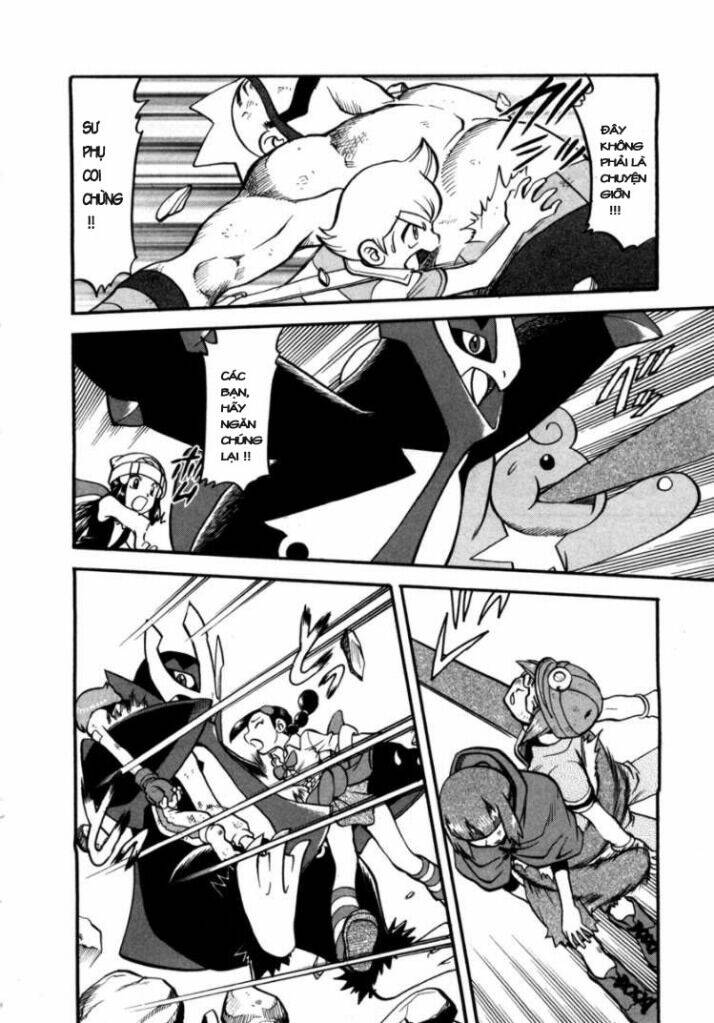 ĐÂY
KHÔNG
PHẢI LÀ
CHUYỆN
GIỠN
!!!
SƯ
PHỤ
COI
CHỪNG
!!
CÁC
BẠN,
HÃY
NGĂN
CHÚNG
LẠI !!